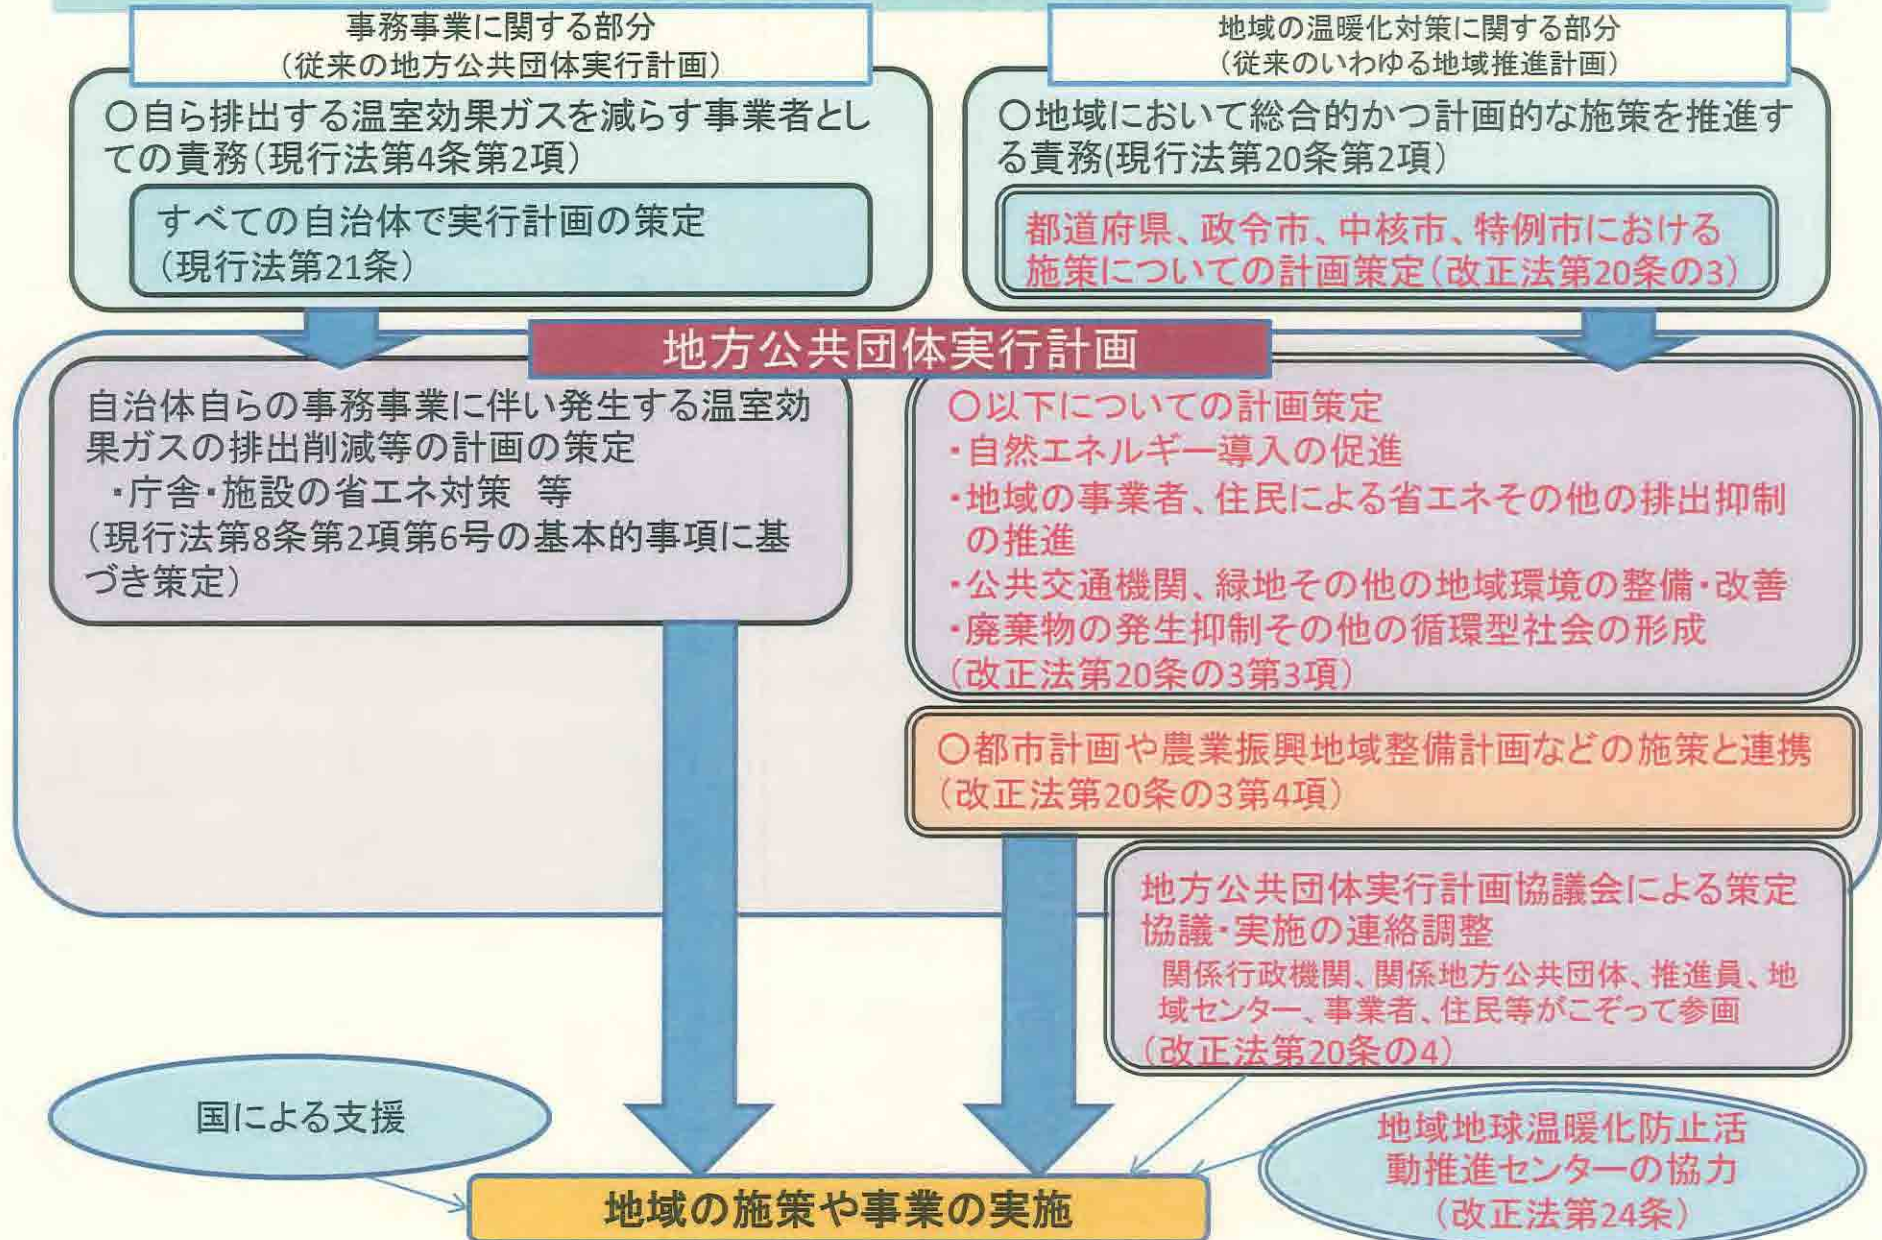 事務事業に関する部分
（従来の地方公共団体実行計画）
〇自ら排出する温室効果ガスを減らす事業者とし
ての責務（現行法第4条第2項）
すべての自治体で実行計画の策定
（現行法第21条）
地域の温暖化対策に関する部分
（従来のいわゆる地域推進計画）
〇地域において総合的かつ計画的な施策を推進す
る責務(現行法第20条第2項）
都道府県、政令市、中核市、特例市における
施策についての計画策定（改正法第20条の3）
地方公共団体実行計画
自治体自らの事務事業に伴い発生する温室効
果ガスの排出削減等の計画の策定
・庁舎・施設の省エネ対策 等
（現行法第8条第2項第6号の基本的事項に基
づき策定）
〇以下についての計画策定
・自然エネルギー導入の促進
・地域の事業者、住民による省エネその他の排出抑制
の推進
・公共交通機関、緑地その他の地域環境の整備・改善
・廃棄物の発生抑制その他の循環型社会の形成
（改正法第20条の3第3項）
〇都市計画や農業振興地域整備計画などの施策と連携
（改正法第20条の3第4項）
地方公共団体実行計画協議会による策定
協議・実施の連絡調整
関係行政機関、関係地方公共団体、推進員、地
域センター、事業者、住民等がこぞって参画
（改正法第20条の4）
国による支援
地域地球温暖化防止活
動推進センターの協力
（改正法第24条）
地域の施策や事業の実施